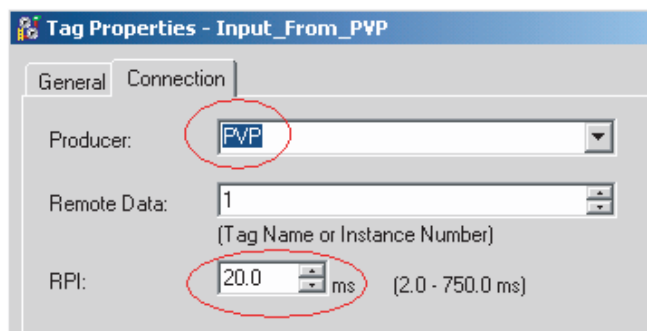 Tag Properties - Input_From_PVP
General Connection
Producer: PVP
Remote Data: 1
(Tag Name or Instance Number)
RPI: 20.0 ms (2.0 - 750.0 ms)